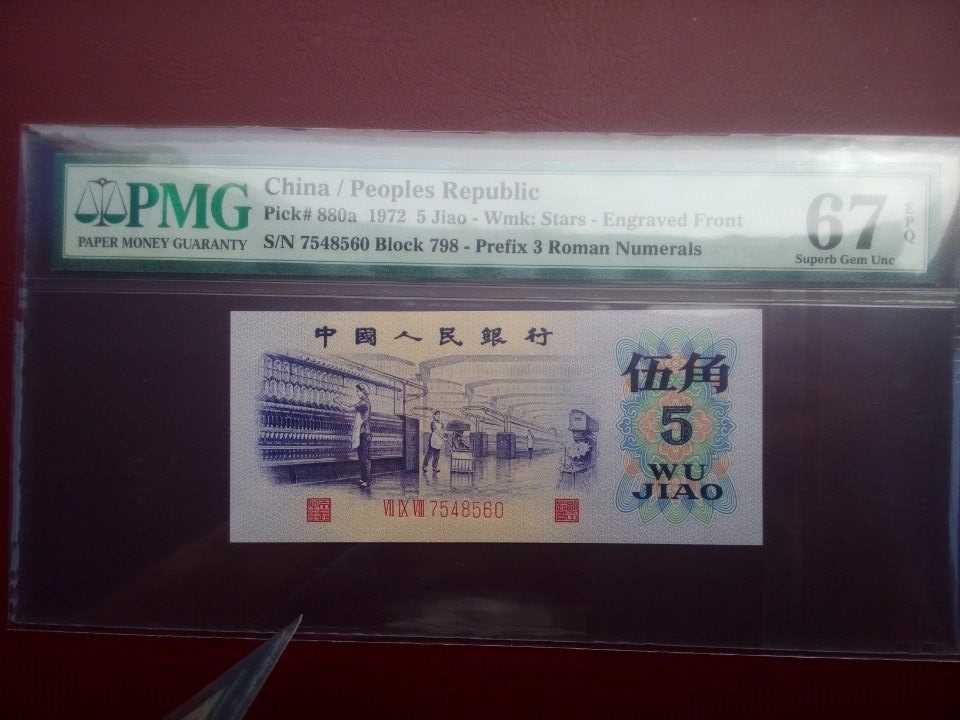 PMG
PAPER MONEY GUARANTY
China / Peoples Republic
Pick# 880a 1972 5 Jiao - Wmk: Stars - Engraved Front
S/N 7548560 Block 798 - Prefix 3 Roman Numerals
67
EPQ
Superb Gem Unc
中國人民銀行
伍角
5
WU
JIAO
VII IX VIII 7548560